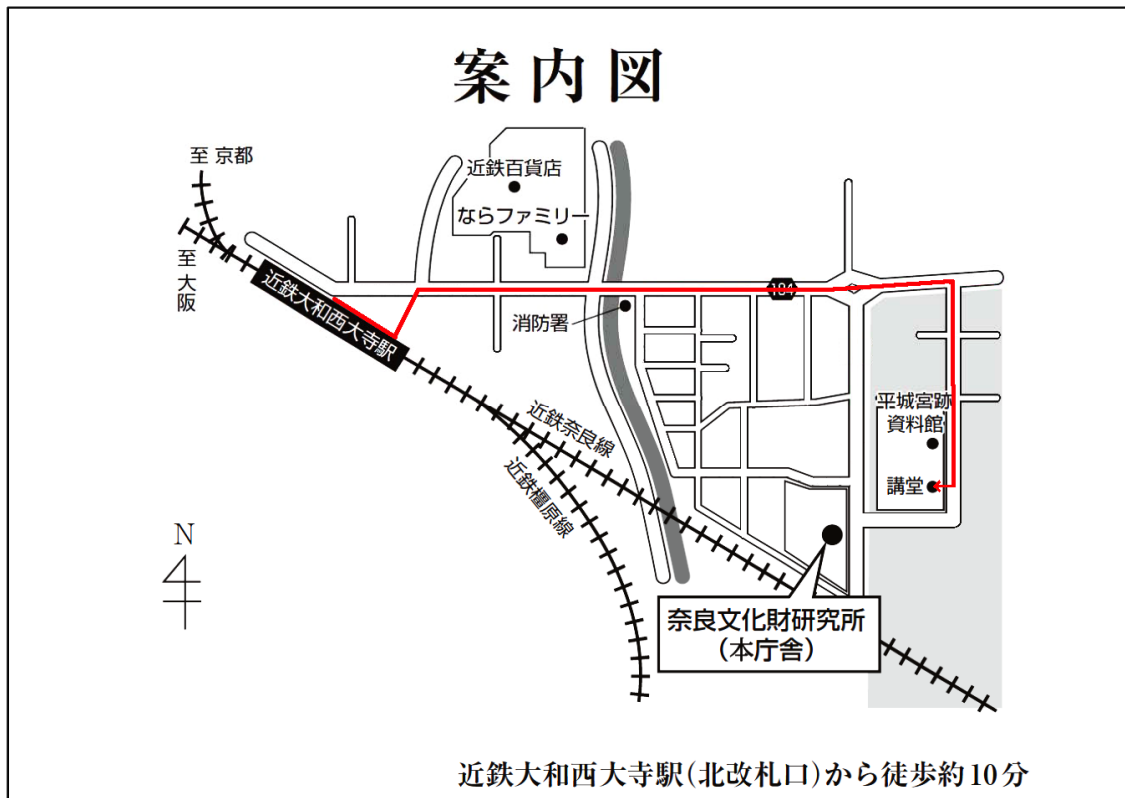 案内図
至 京都
至 大阪
近鉄百貨店
ならファミリー
近鉄大和西大寺駅
消防署
近鉄奈良線
近鉄橿原線
平城宮跡
資料館
講堂
N
奈良文化財研究所
（本庁舎）
近鉄大和西大寺駅(北改札口)から徒歩約10分